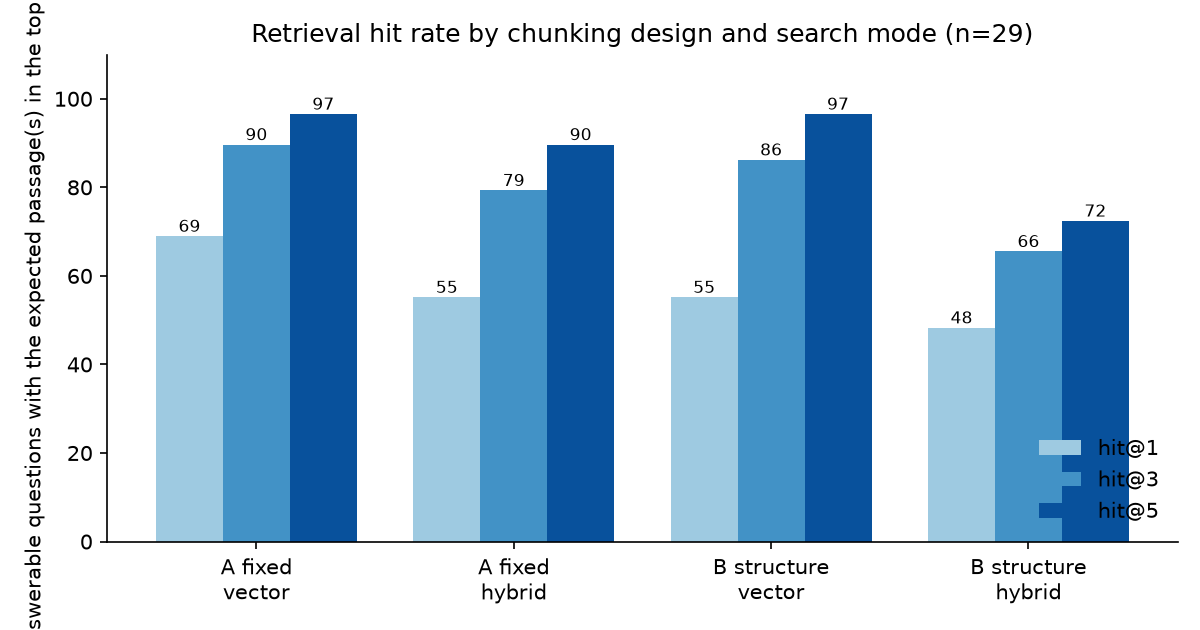 Retrieval hit rate by chunking design and search mode (n=29)
swerable questions with the expected passage(s) in the top
100
80
60
40
20
0
69
90
97
55
79
90
55
86
97
48
66
72
hit@1
hit@3
hit@5
A fixed
vector
A fixed
hybrid
B structure
vector
B structure
hybrid